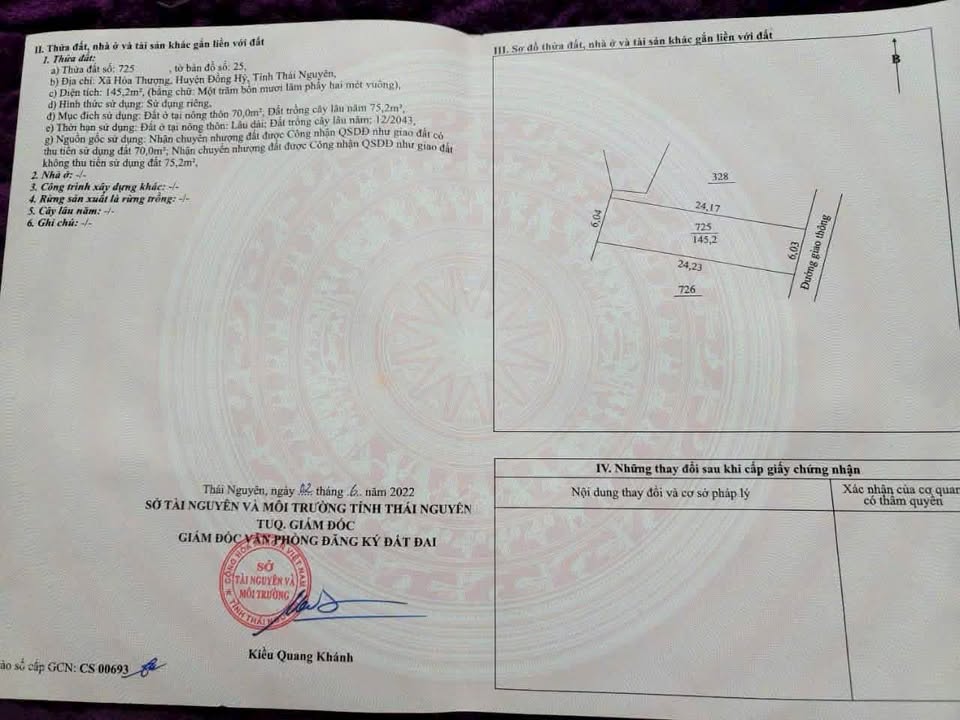 II. Thửa đất, nhà ở và tài sản khác gắn liền với đất
1. Thửa đất:
a) Thửa đất số: 725 , tờ bản đồ số: 25,
b) Địa chỉ: Xã Hóa Thượng, Huyện Đồng Hỷ, Tỉnh Thái Nguyên,
c) Diện tích: 145,2m², (bằng chữ: Một trăm bốn mươi lăm phẩy hai mét vuông),
d) Hình thức sử dụng: Sử dụng riêng,
đ) Mục đích sử dụng: Đất ở tại nông thôn 70,0m², Đất trồng cây lâu năm 75,2m²,
e) Thời hạn sử dụng: Đất ở tại nông thôn: Lâu dài; Đất trồng cây lâu năm: 12/2043,
g) Nguồn gốc sử dụng: Nhận chuyển nhượng đất được Công nhận QSDĐ như giao đất có
thu tiền sử dụng đất 70,0m², Nhận chuyển nhượng đất được Công nhận QSDĐ như giao đất
không thu tiền sử dụng đất 75,2m²,
2. Nhà ở: -/-
3. Công trình xây dựng khác: -/-
4. Rừng sản xuất là rừng trồng: -/-
5. Cây lâu năm: -/-
6. Ghi chú: -/-
Thái Nguyên, ngày 02 tháng 6 năm 2022
SỞ TÀI NGUYÊN VÀ MÔI TRƯỜNG TỈNH THÁI NGUYÊN
TUQ. GIÁM ĐỐC
GIÁM ĐỐC VĂN PHÒNG ĐĂNG KÝ ĐẤT ĐAI
SỞ
TÀI NGUYÊN VÀ
MÔI TRƯỜNG
TỈNH THÁI
Kiều Quang Khánh
ào sổ cấp GCN: CS 00693
III. Sơ đồ thửa đất, nhà ở và tài sản khác gắn liền với đất
B
328
24,17
6,04
725
145,2
6,03
Đường giao thông
24,23
726
IV. Những thay đổi sau khi cấp giấy chứng nhận
Nội dung thay đổi và cơ sở pháp lý
Xác nhận của cơ quan
có thẩm quyền